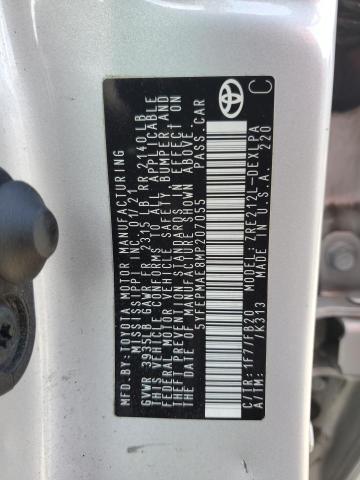 MFD.BY:TOYOTA MOTOR MANUFACTURING
MISSISSIPPI, INC. 01/21
GVWR 3935LB GAWR FR 2315 LB RR 2140LB
THIS VEHICLE CONFORMS TO ALL APPLICABLE
FEDERAL MOTOR VEHICLE SAFETY, BUMPER, AND
THEFT PREVENTION STANDARDS IN EFFECT ON
THE DATE OF MANUFACTURE SHOWN ABOVE.
5YFEPMAE8MP207055 PASS.CAR
C/TR:1F7/FB20 MODEL:ZRE212L-DEXEPA
A/TM: /K313 MADE IN U.S.A. 220
TOYOTA
C